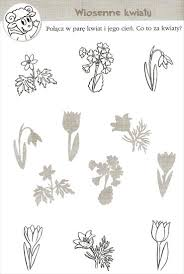 Wiosenne kwiaty
Połącz w parę kwiat i jego cień. Co to za kwiaty?